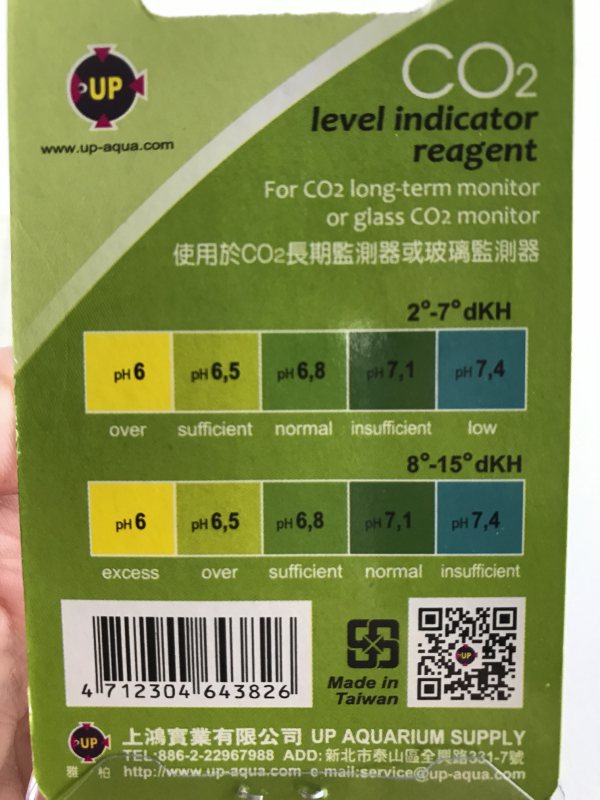 UP
www.up-aqua.com
CO2
level indicator
reagent
For CO2 long-term monitor
or glass CO2 monitor
使用於CO2長期監測器或玻璃監測器
2°-7°dKH
pH 6 pH 6,5 pH 6,8 pH 7,1 pH 7,4
over sufficient normal insufficient low
8°-15°dKH
pH 6 pH 6,5 pH 6,8 pH 7,1 pH 7,4
excess over sufficient normal insufficient
4 712304 643826
Made in
Taiwan
UP
UP
雅柏
上鴻實業有限公司 UP AQUARIUM SUPPLY
TEL:886-2-22967988 ADD:新北市泰山區全興路331-7號
http://www.up-aqua.com e-mail:service@up-aqua.com